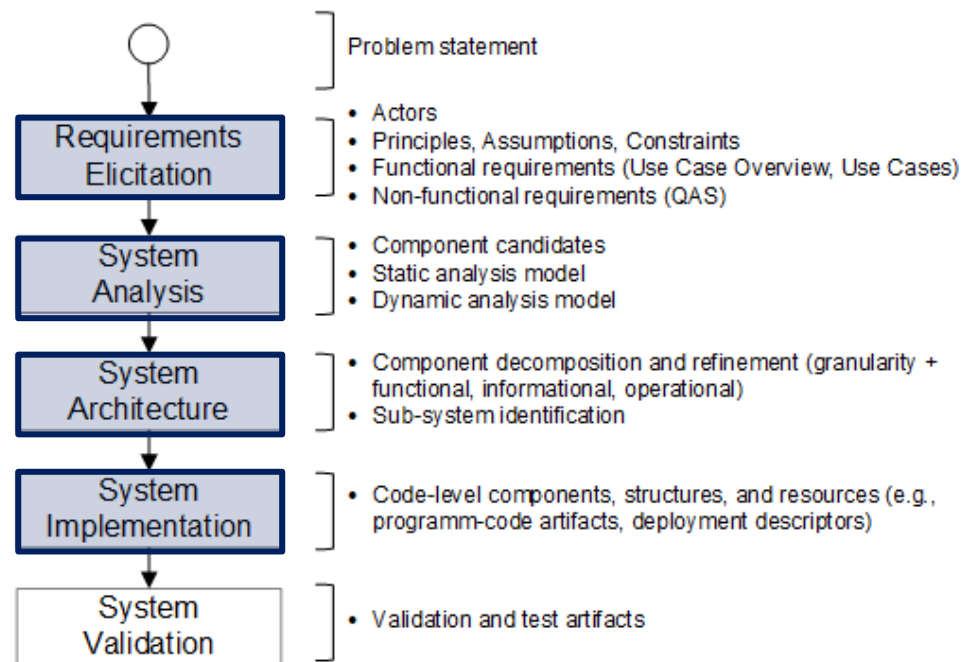 Problem statement
Requirements
Elicitation
• Actors
• Principles, Assumptions, Constraints
• Functional requirements (Use Case Overview, Use Cases)
• Non-functional requirements (QAS)
System
Analysis
• Component candidates
• Static analysis model
• Dynamic analysis model
System
Architecture
• Component decomposition and refinement (granularity +
functional, informational, operational)
• Sub-system identification
System
Implementation
• Code-level components, structures, and resources (e.g.,
programm-code artifacts, deployment descriptors)
System
Validation
• Validation and test artifacts